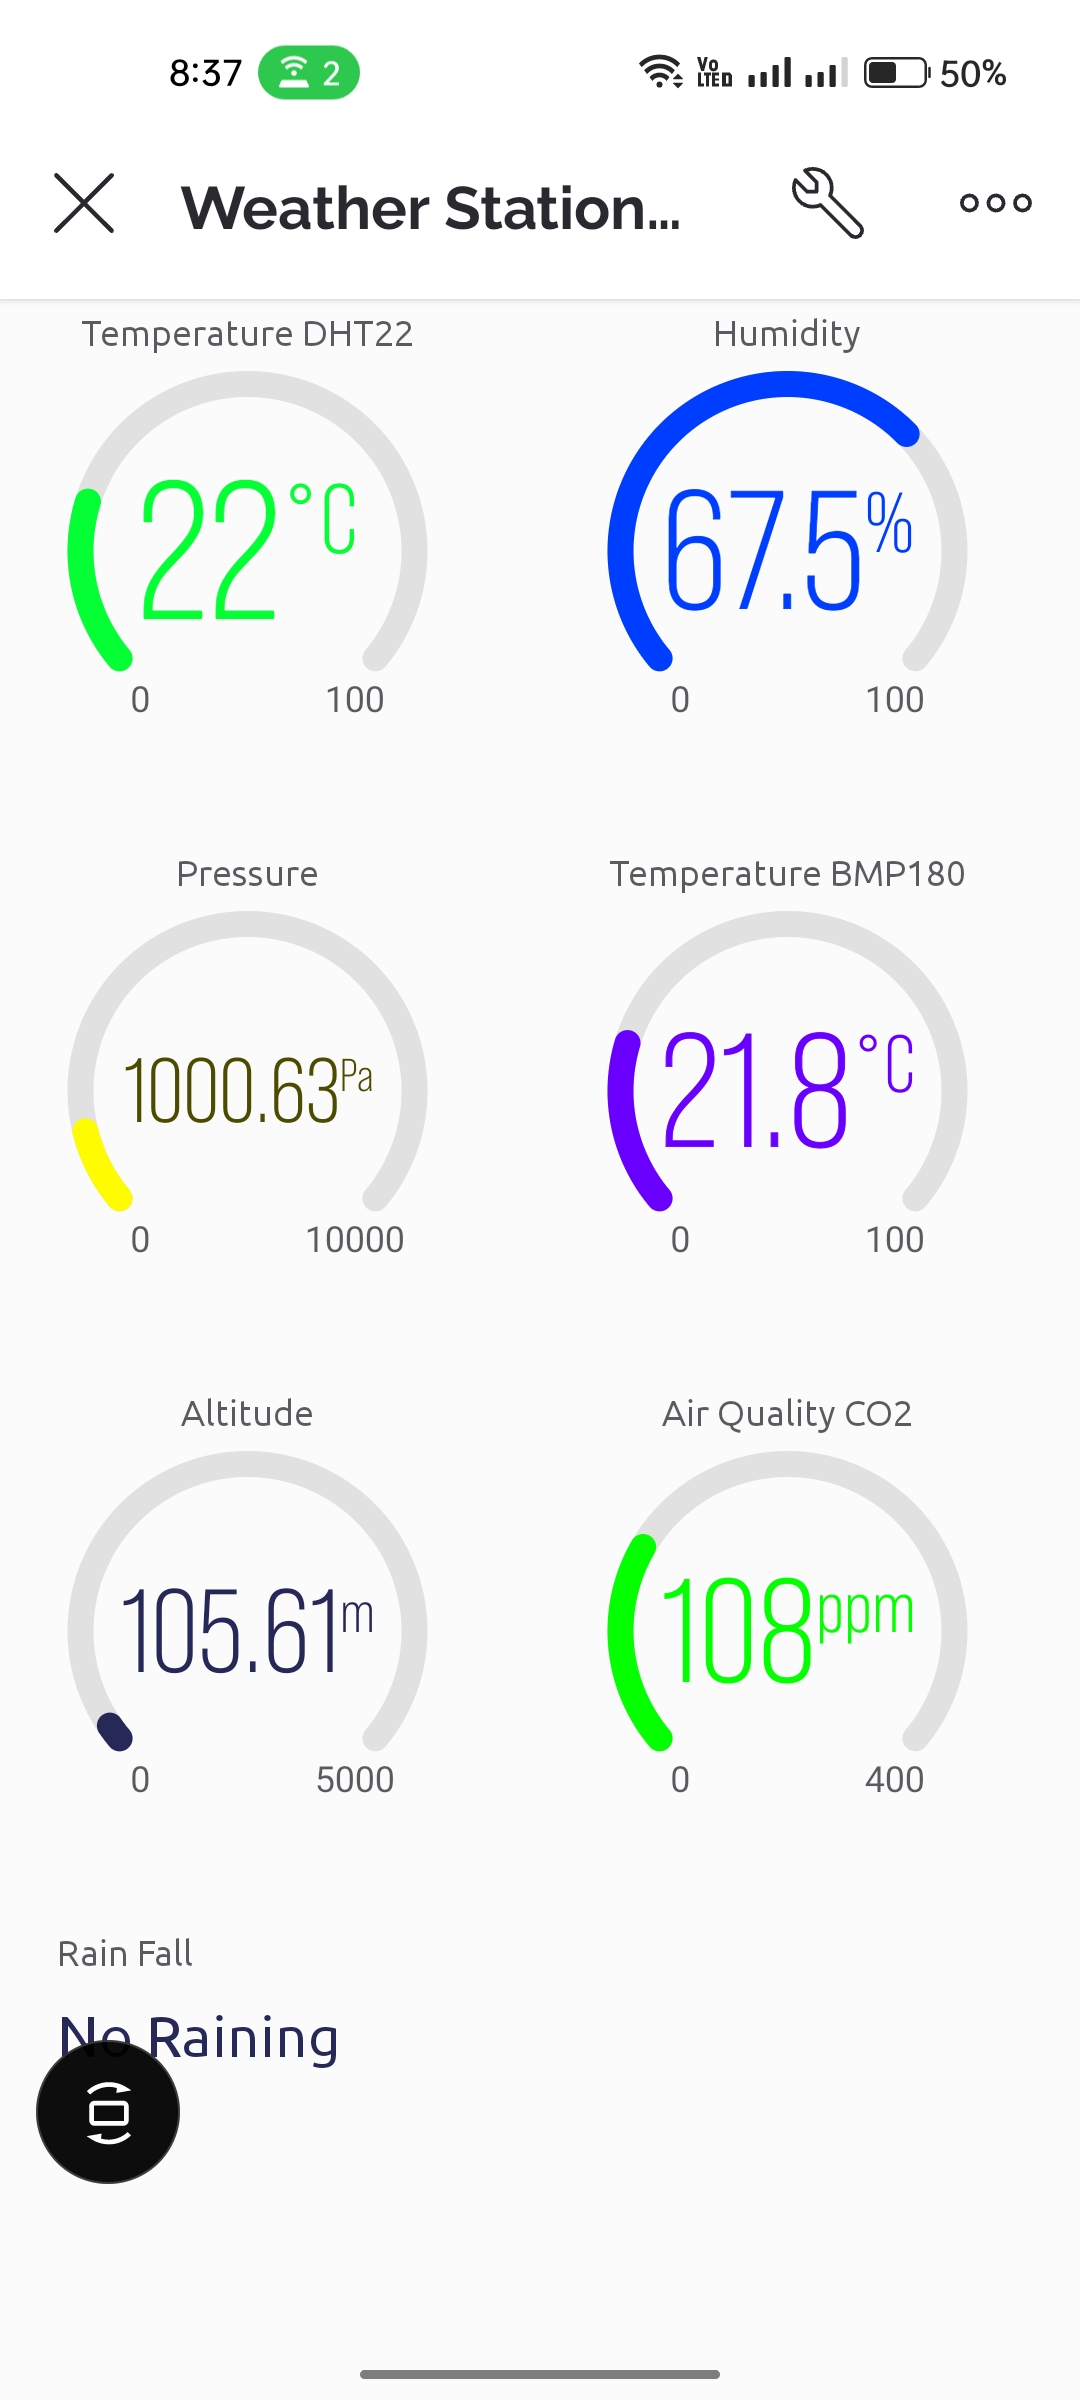 8:37 2 Vo LTED 50%
Weather Station...
Temperature DHT22 Humidity
22°C 67.5%
0 100 0 100
Pressure Temperature BMP180
1000.63Pa 21.8°C
0 10000 0 100
Altitude Air Quality CO2
105.61m 108ppm
0 5000 0 400
Rain Fall
No Raining